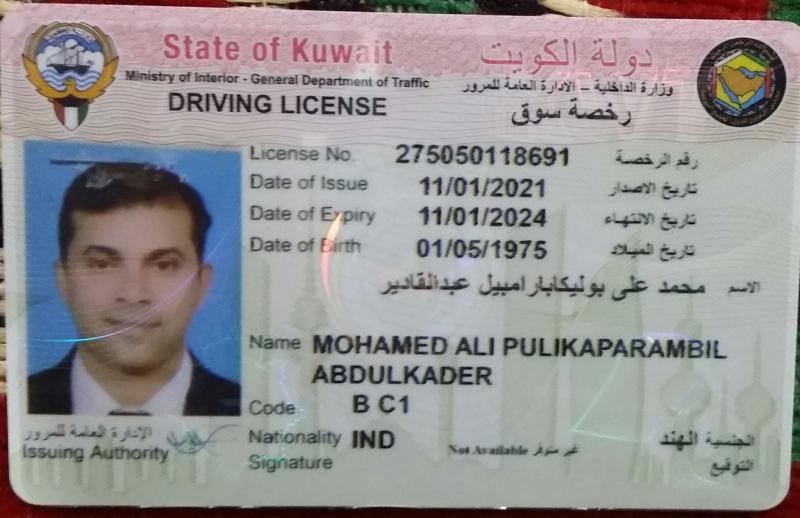 State of Kuwait دولة الكويت
Ministry of Interior - General Department of Traffic وزارة الداخلية – الادارة العامة للمرور
DRIVING LICENSE رخصة سوق
License No. 275050118691 رقم الرخصة
Date of Issue 11/01/2021 تاريخ الاصدار
Date of Expiry 11/01/2024 تاريخ الانتهاء
Date of Birth 01/05/1975 تاريخ الميلاد
الاسم محمد على بوليكابارامبيل عبدالقادير
Name MOHAMED ALI PULIKAPARAMBIL
ABDULKADER
Code B C1
الإدارة العامة للمرور
Issuing Authority
Nationality IND الجنسية الهند
Signature Not Available غير متوفر التوقيع